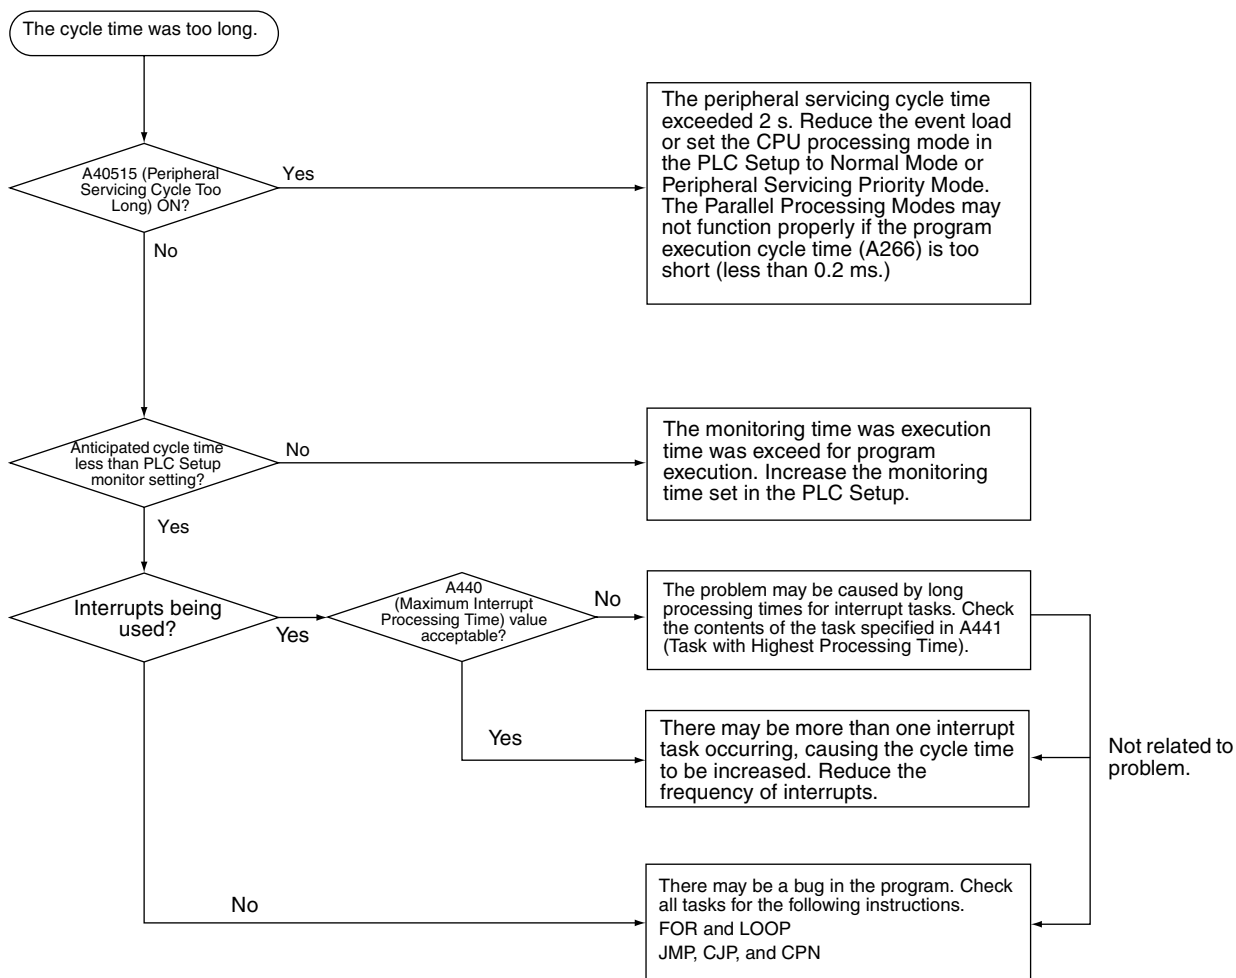 The cycle time was too long.
A40515 (Peripheral
Servicing Cycle Too
Long) ON?
Yes
The peripheral servicing cycle time
exceeded 2 s. Reduce the event load
or set the CPU processing mode in
the PLC Setup to Normal Mode or
Peripheral Servicing Priority Mode.
The Parallel Processing Modes may
not function properly if the program
execution cycle time (A266) is too
short (less than 0.2 ms.)
No
Anticipated cycle time
less than PLC Setup
monitor setting?
No
The monitoring time was execution
time was exceed for program
execution. Increase the monitoring
time set in the PLC Setup.
Yes
Interrupts being
used?
Yes
A440
(Maximum Interrupt
Processing Time) value
acceptable?
No
The problem may be caused by long
processing times for interrupt tasks. Check
the contents of the task specified in A441
(Task with Highest Processing Time).
Yes
There may be more than one interrupt
task occurring, causing the cycle time
to be increased. Reduce the
frequency of interrupts.
Not related to
problem.
No
There may be a bug in the program. Check
all tasks for the following instructions.
FOR and LOOP
JMP, CJP, and CPN